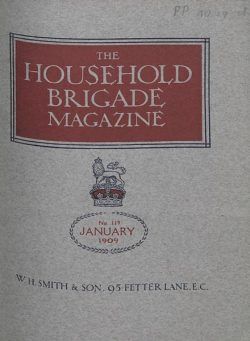 THE
HOUSEHOLD
BRIGADE
MAGAZINE
JANUARY
1909
W. H. SMITH & SON. 95 FETTER LANE, E.C.